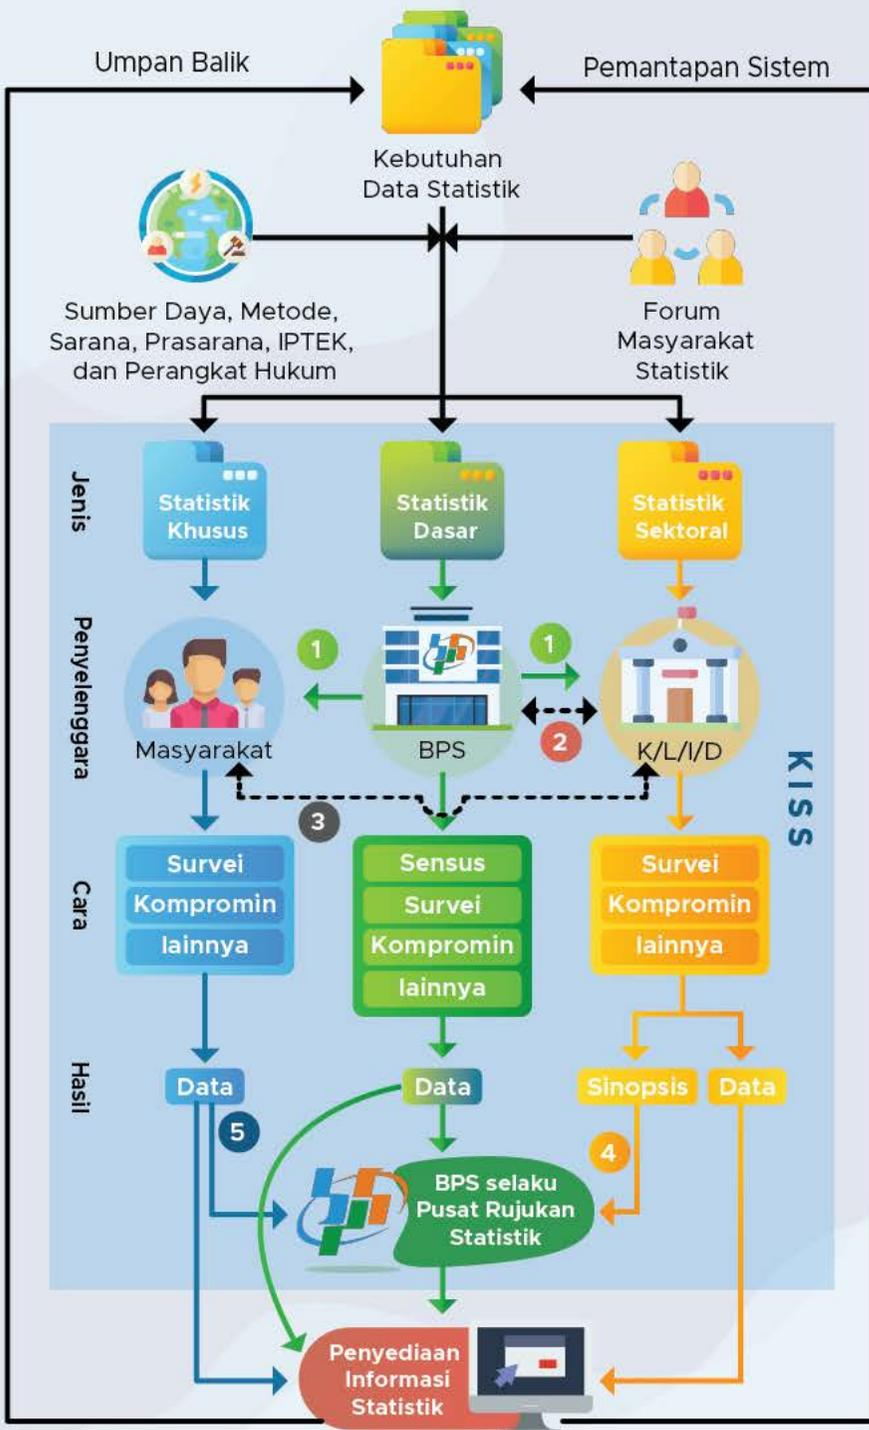 Umpan Balik
Pemantapan Sistem
Kebutuhan
Data Statistik
Sumber Daya, Metode,
Sarana, Prasarana, IPTEK,
dan Perangkat Hukum
Forum
Masyarakat
Statistik
Jenis
Statistik
Khusus
Statistik
Dasar
Statistik
Sektoral
Penyelenggara
1
1
2
Masyarakat
BPS
K/L/I/D
KISS
3
Cara
Survei
Kompromin
lainnya
Sensus
Survei
Kompromin
lainnya
Survei
Kompromin
lainnya
Hasil
Data
Data
Sinopsis
Data
5
4
BPS selaku
Pusat Rujukan
Statistik
Penyediaan
Informasi
Statistik